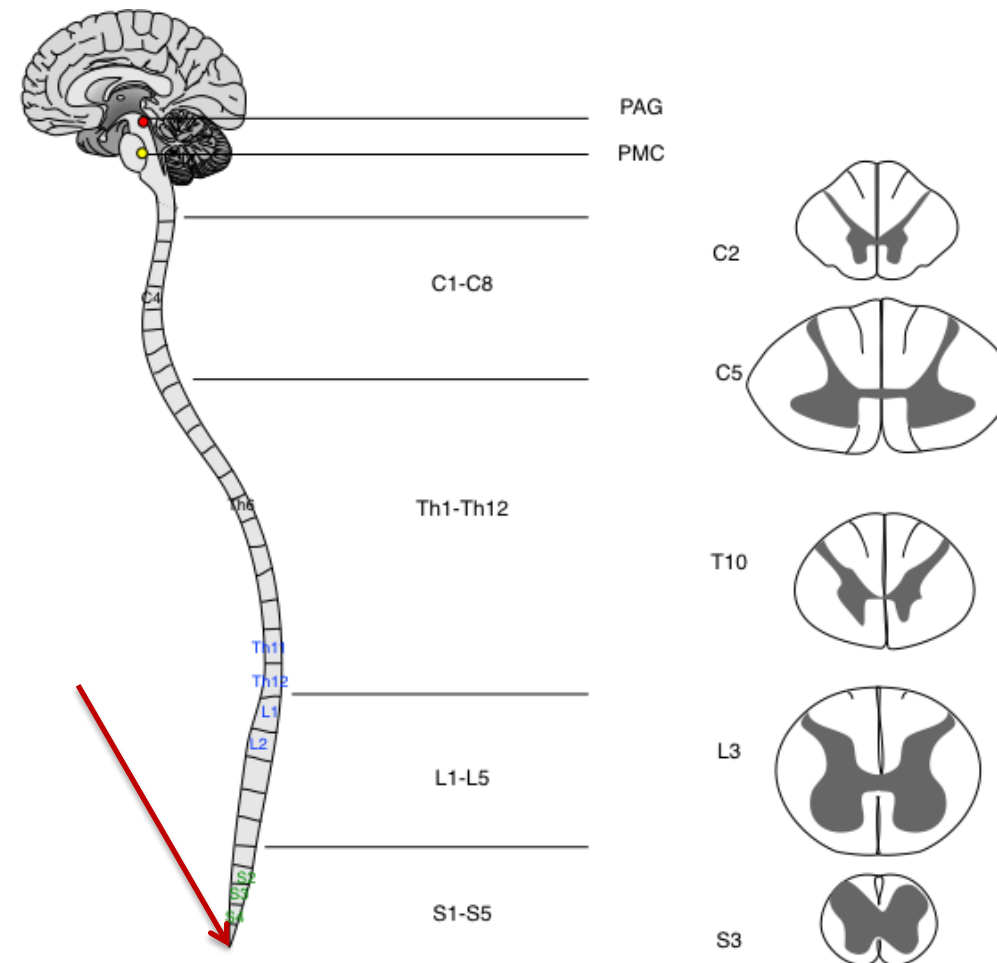 PAG
PMC
C2
C1-C8
C4
C5
Th6
Th1-Th12
T10
Th11
Th12
L1
L2
L3
L1-L5
S2
S3
S4
S1-S5
S3